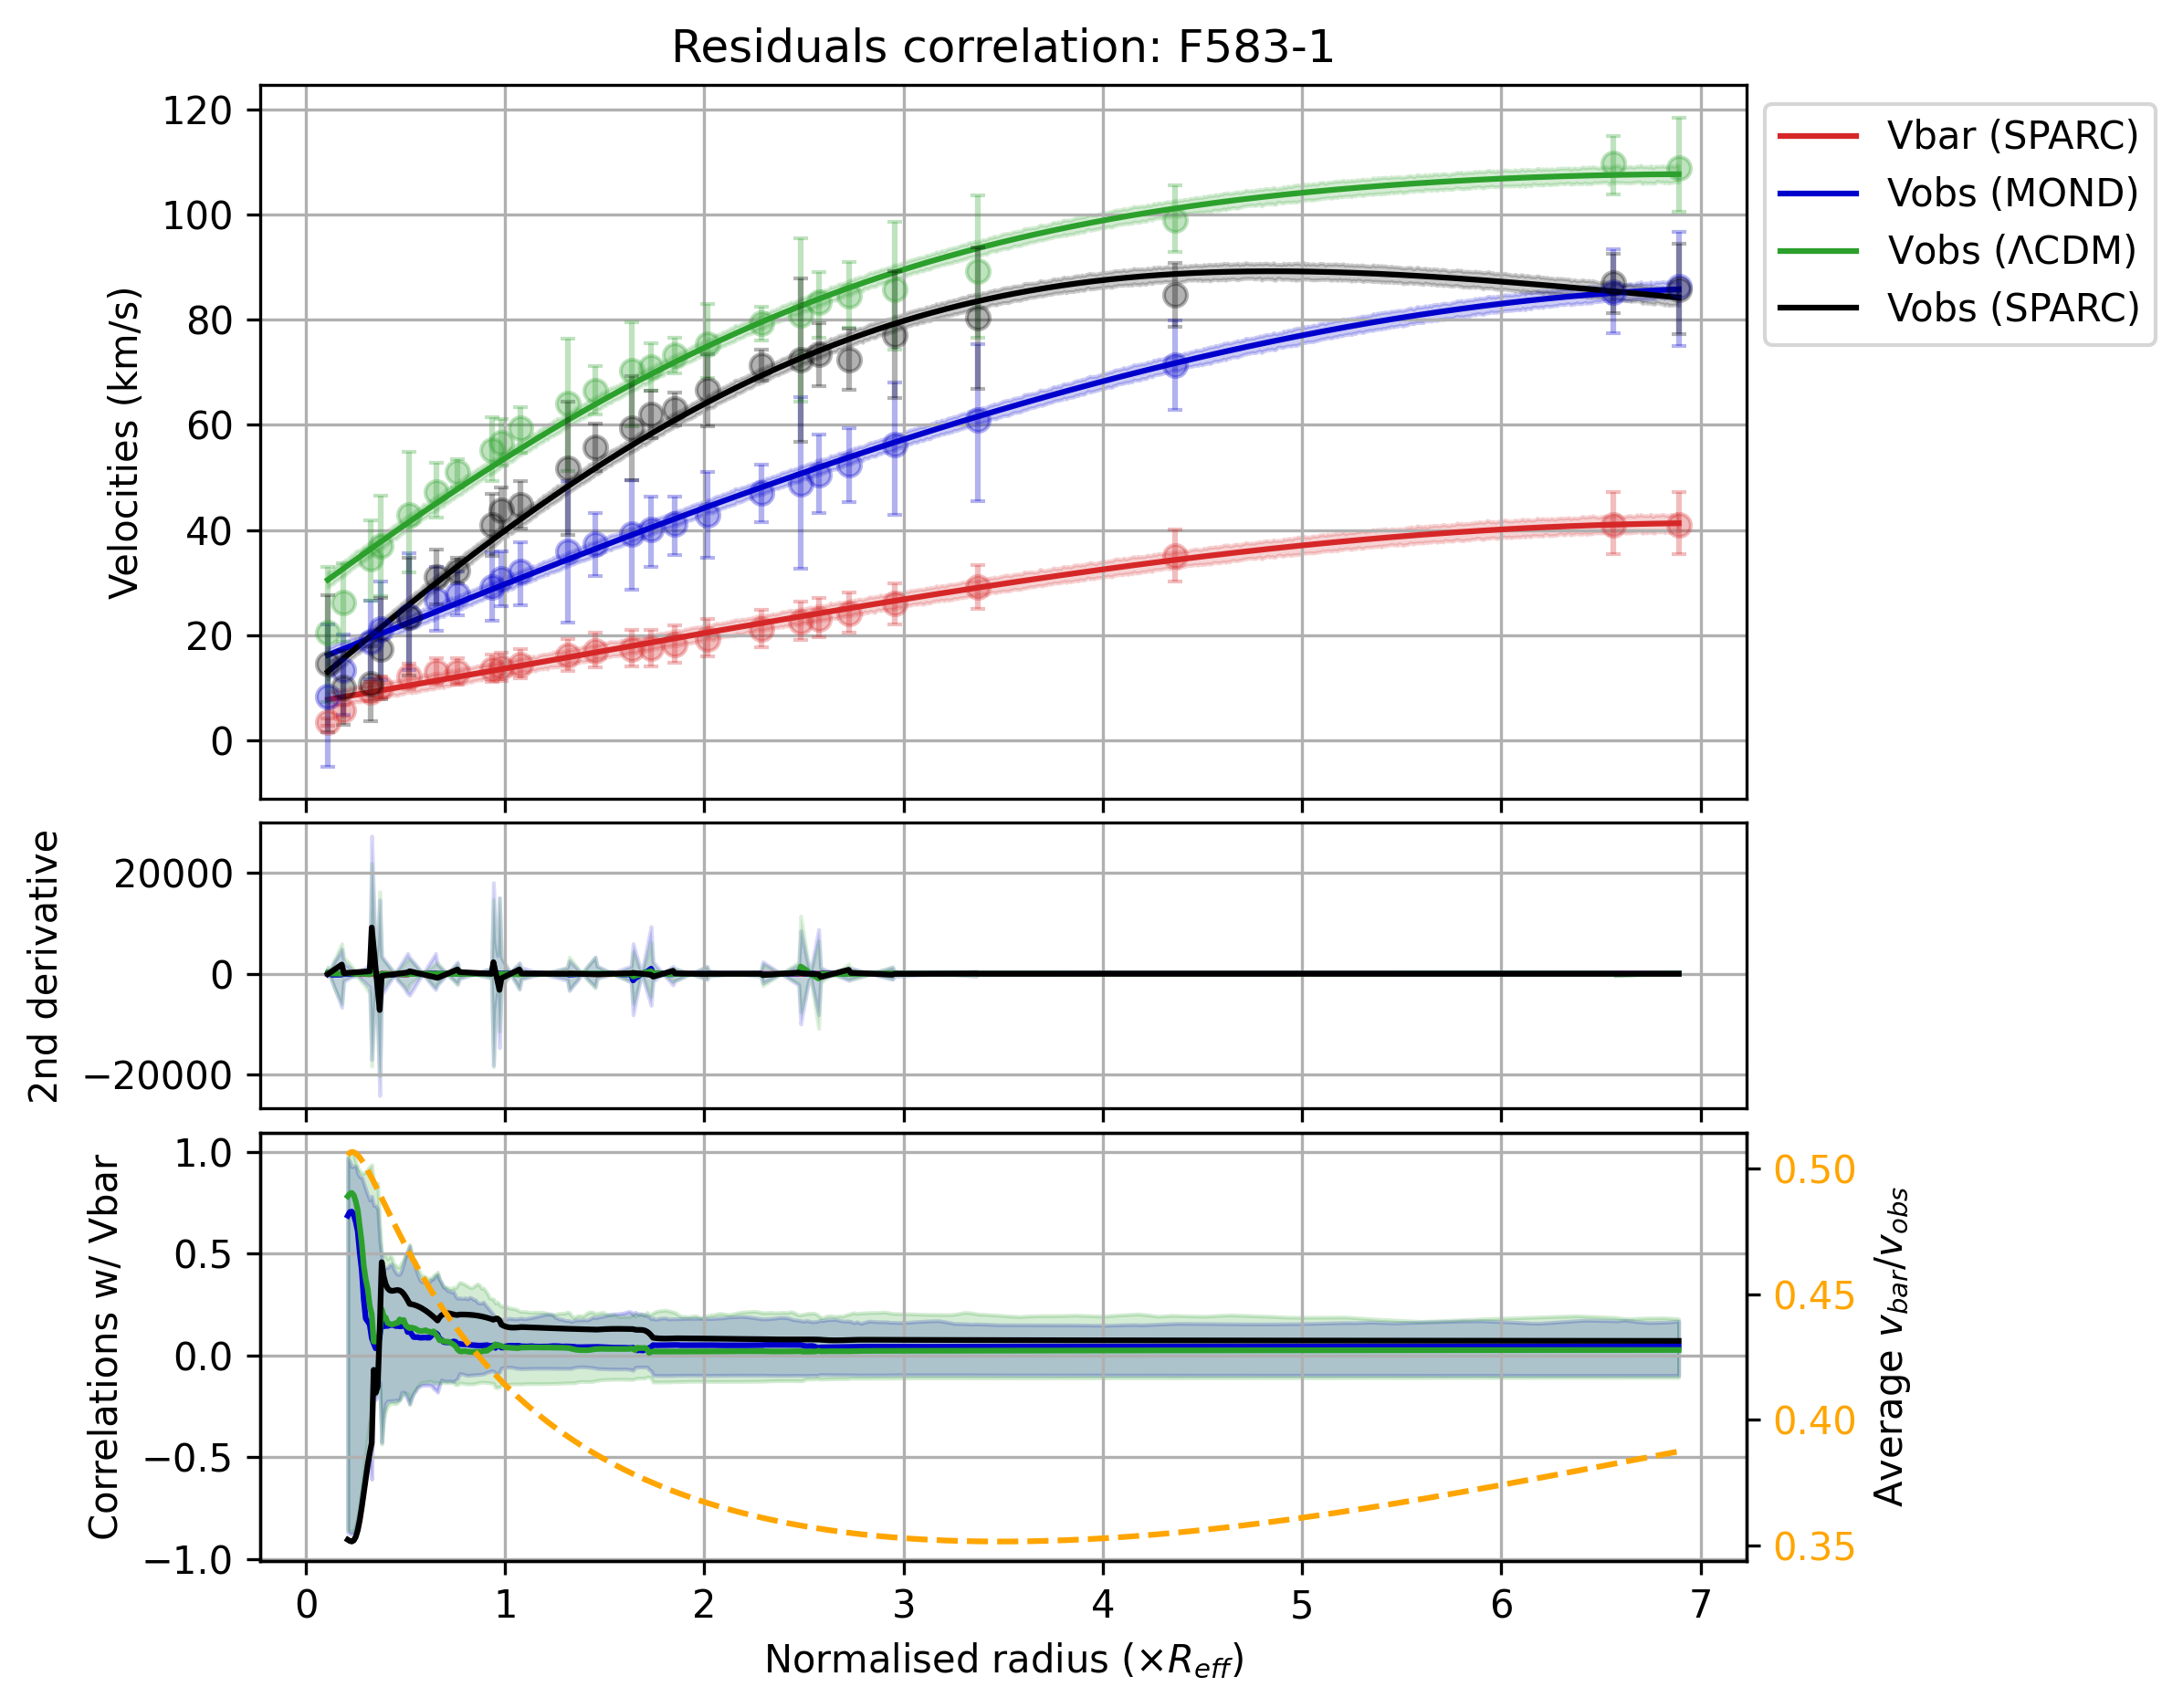 Residuals correlation: F583-1
120
100
80
60
40
20
0
Velocities (km/s)
Vbar (SPARC)
Vobs (MOND)
Vobs (ΛCDM)
Vobs (SPARC)
20000
0
−20000
2nd derivative
1.0
0.5
0.0
−0.5
−1.0
Correlations w/ Vbar
0.50
0.45
0.40
0.35
Average v_bar/v_obs
0 1 2 3 4 5 6 7
Normalised radius (×R_eff)